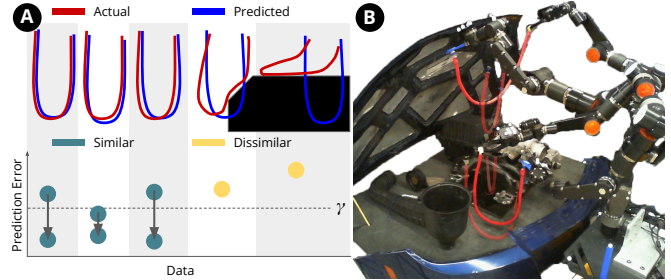 A
Actual
Predicted
B
Similar
Dissimilar
Prediction Error
γ
Data